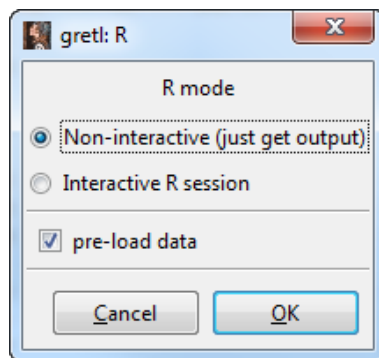 gretl: R
R mode
Non-interactive (just get output)
Interactive R session
pre-load data
Cancel OK